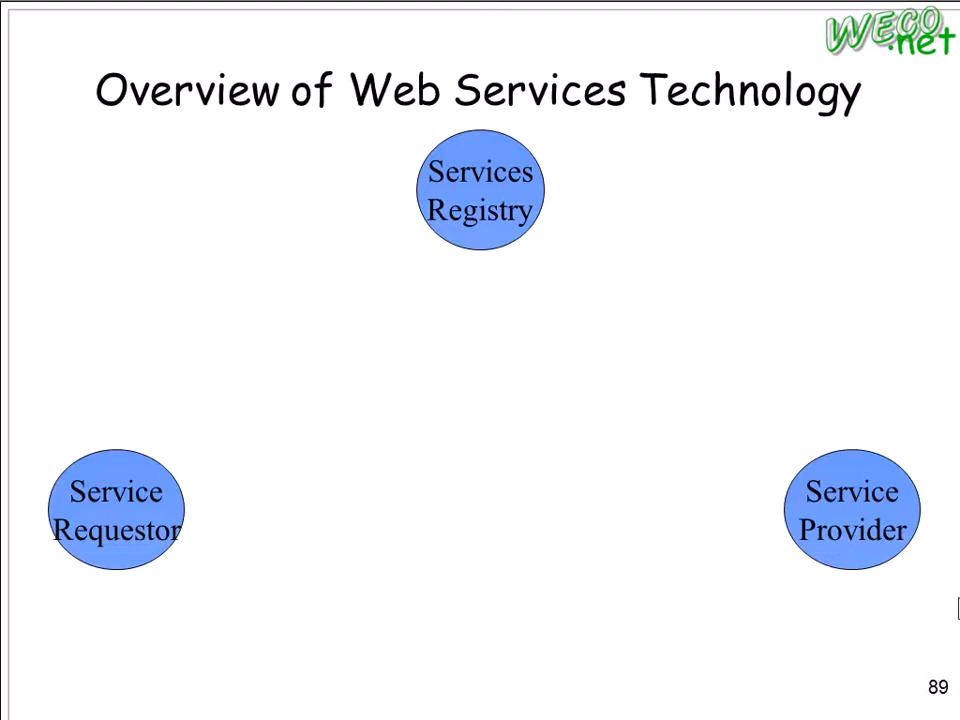 WECO
.net
Overview of Web Services Technology
Services
Registry
Service
Requestor
Service
Provider
89